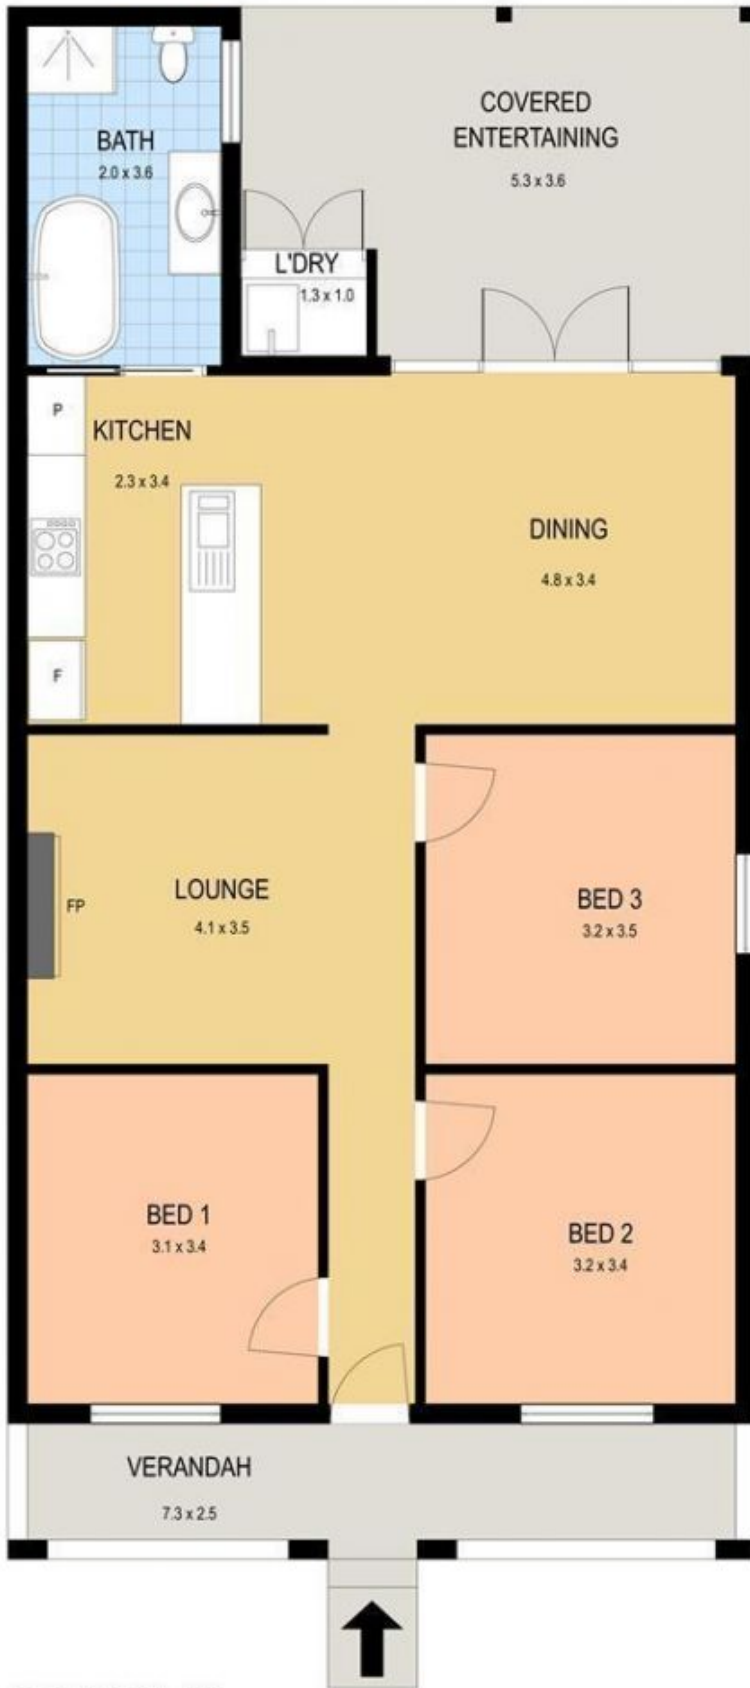 COVERED
ENTERTAINING
5.3 x 3.6
BATH
2.0 x 3.6
L'DRY
1.3 x 1.0
P
KITCHEN
2.3 x 3.4
DINING
4.8 x 3.4
F
LOUNGE
4.1 x 3.5
FP
BED 3
3.2 x 3.5
BED 1
3.1 x 3.4
BED 2
3.2 x 3.4
VERANDAH
7.3 x 2.5